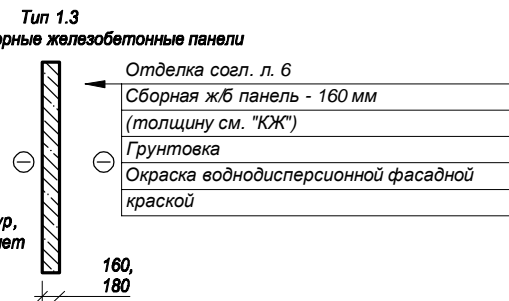 Тип 1.3
железобетонные панели
Отделка согл. л. 6
Сборная ж/б панель - 160 мм
(толщину см. "КЖ")
Грунтовка
Окраска воднодисперсионной фасадной
краской
160,
180